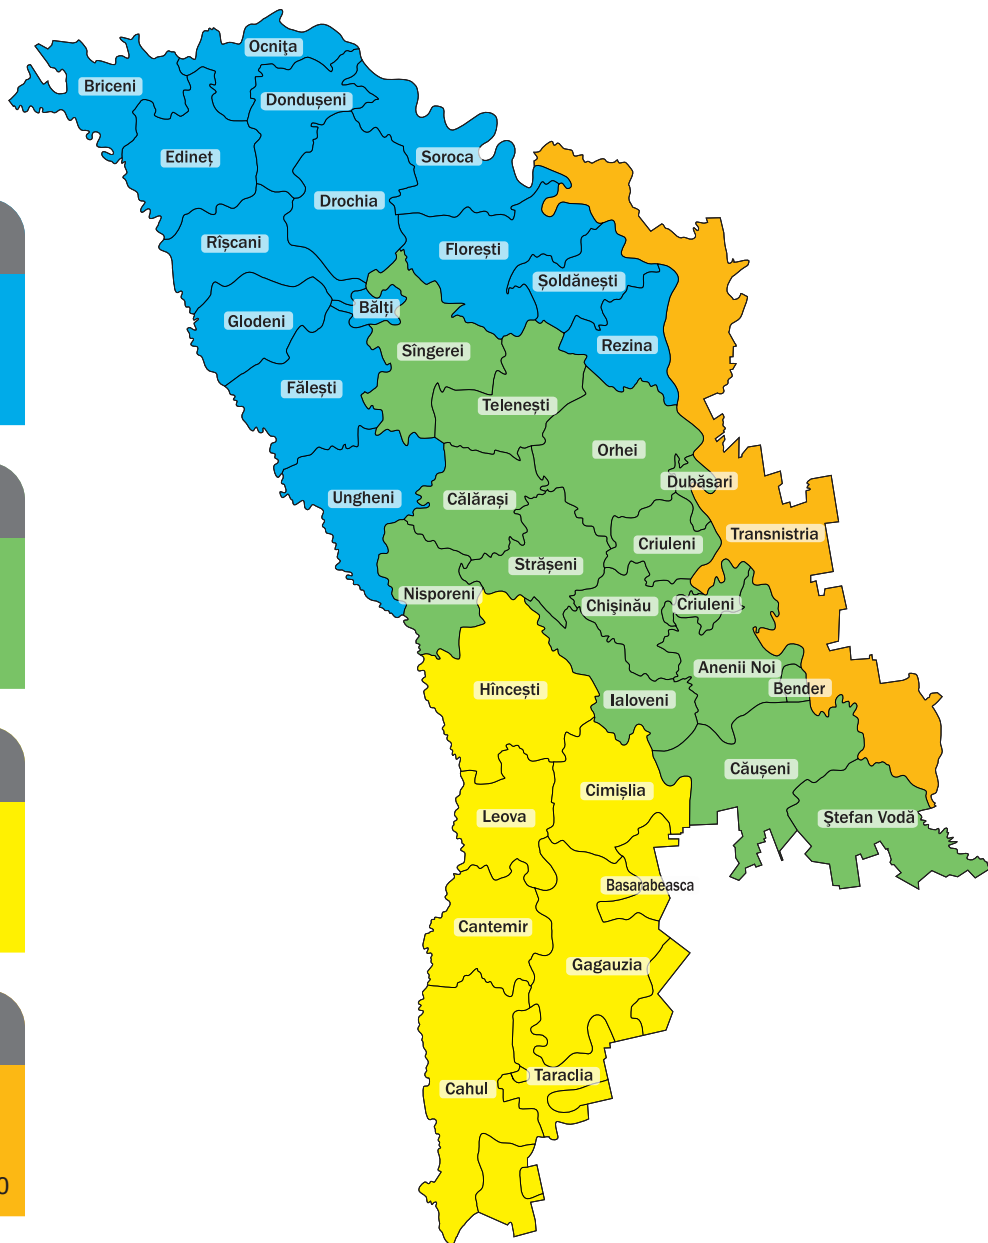 Ocnița
Briceni
Dondușeni
Edineț
Soroca
Drochia
Rîșcani
Florești
Șoldănești
Bălți
Glodeni
Rezina
Sîngerei
Fălești
Telenești
Orhei
Dubăsari
Ungheni
Călărași
Transnistria
Criuleni
Strășeni
Nisporeni
Chișinău
Criuleni
Anenii Noi
Hîncești
Bender
Ialoveni
Căușeni
Cimișlia
Leova
Ștefan Vodă
Basarabeasca
Cantemir
Gagauzia
Taraclia
Cahul
0